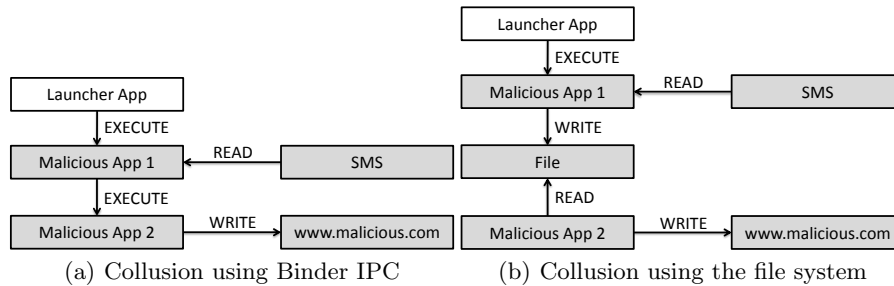 Launcher App
EXECUTE
Malicious App 1
READ
SMS
EXECUTE
Malicious App 2
WRITE
www.malicious.com
(a) Collusion using Binder IPC
Launcher App
EXECUTE
Malicious App 1
READ
SMS
WRITE
File
READ
Malicious App 2
WRITE
www.malicious.com
(b) Collusion using the file system